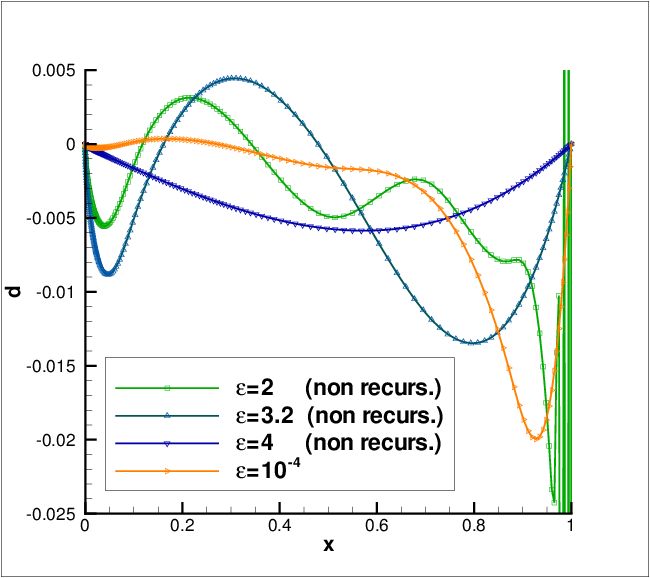 0.005
0
-0.005
-0.01
-0.015
-0.02
-0.025
d
ε=2 (non recurs.)
ε=3.2 (non recurs.)
ε=4 (non recurs.)
ε=10⁻⁴
0 0.2 0.4 0.6 0.8 1
x